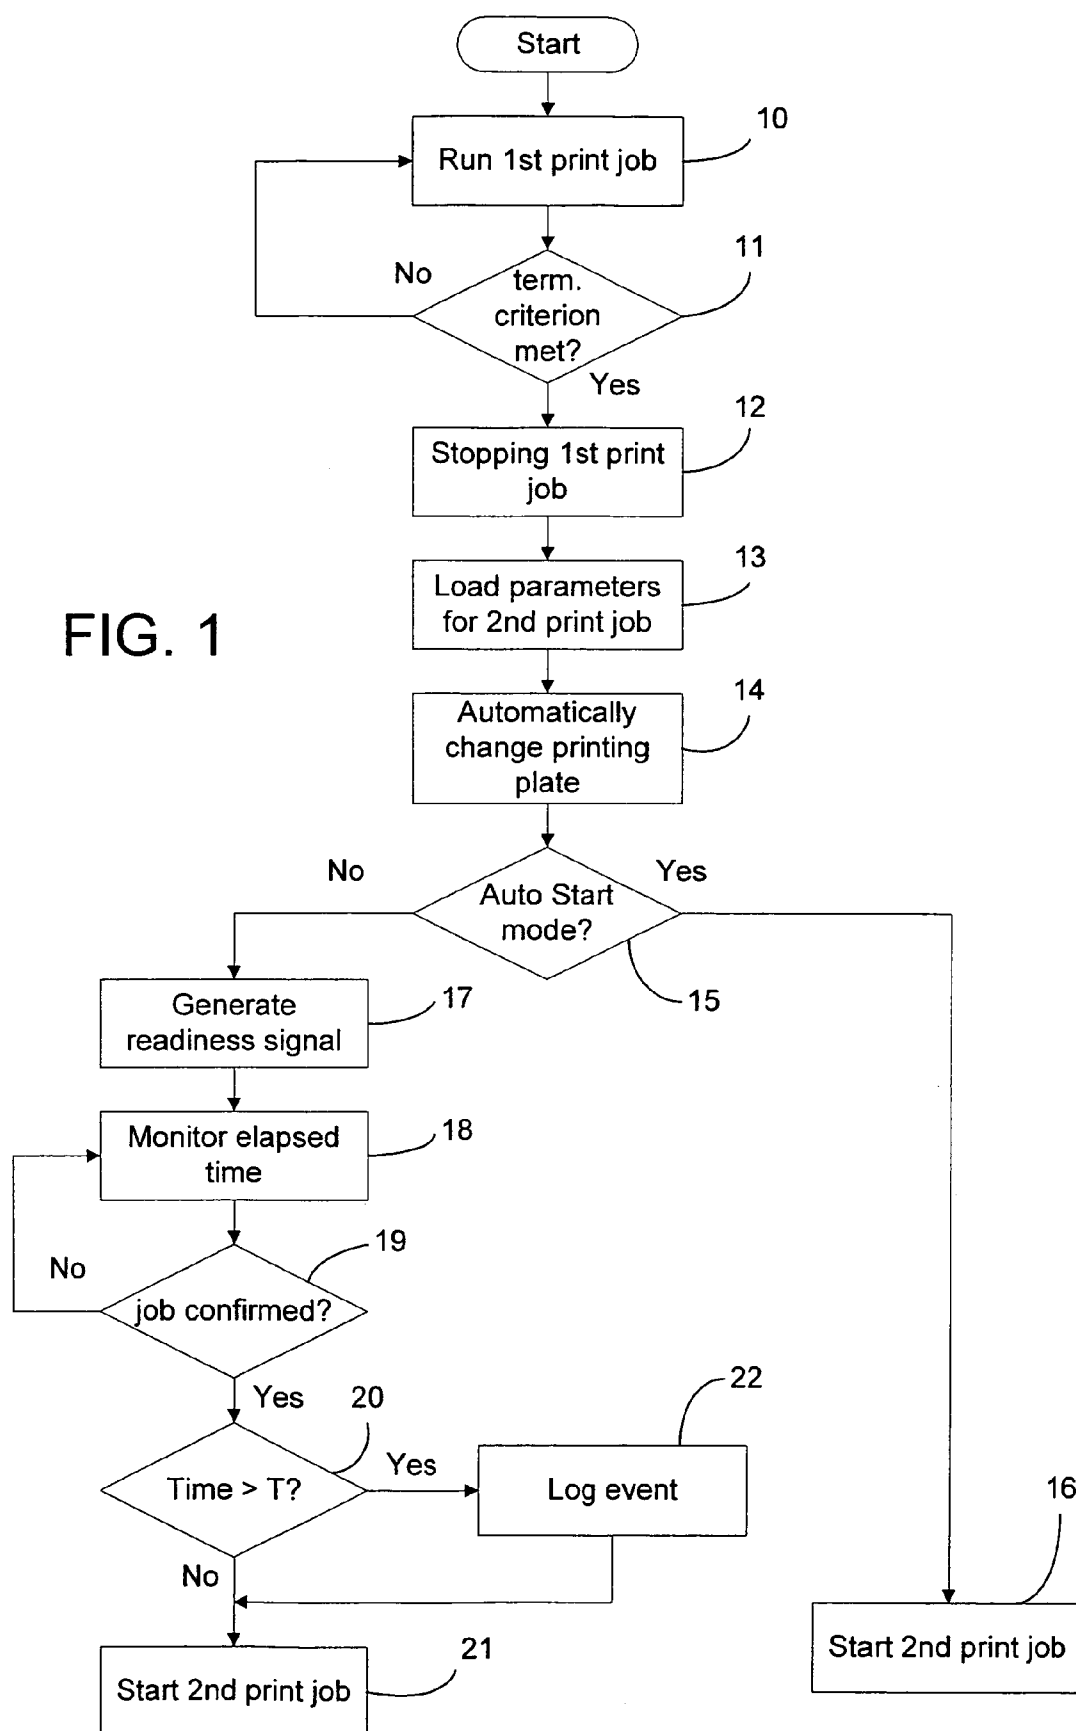 Start
10
Run 1st print job
11
No
term.
criterion
met?
Yes
12
Stopping 1st print
job
13
Load parameters
for 2nd print job
FIG. 1
14
Automatically
change printing
plate
No
Yes
Auto Start
mode?
15
17
Generate
readiness signal
18
Monitor elapsed
time
19
No
job confirmed?
Yes
20
22
Time > T?
Yes
Log event
16
No
Start 2nd print job
21
Start 2nd print job